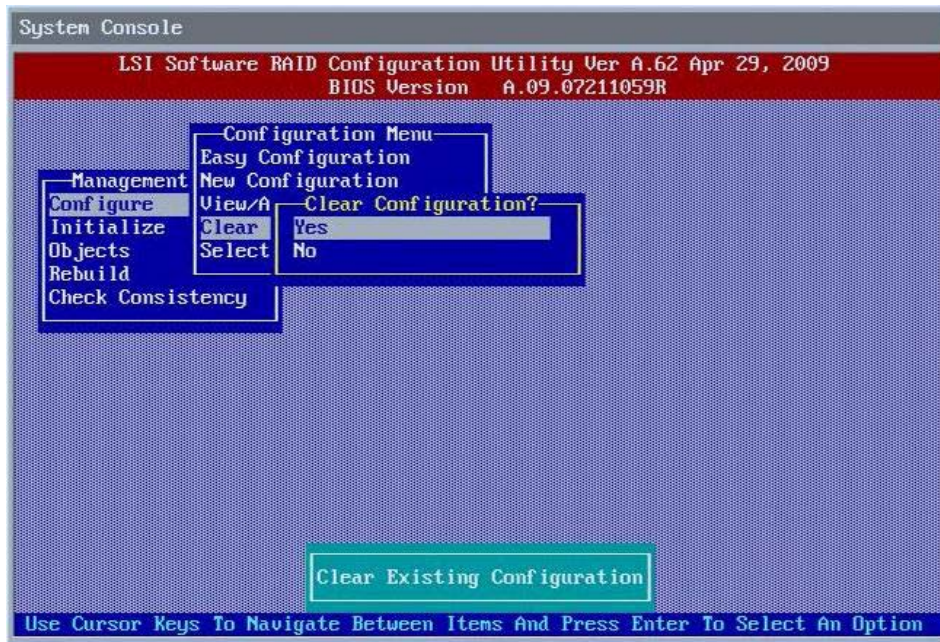 System Console
LSI Software RAID Configuration Utility Ver A.62 Apr 29, 2009
BIOS Version A.09.07211059R
Configuration Menu
Easy Configuration
New Configuration
View/A
Clear
Select
Management
Configure
Initialize
Objects
Rebuild
Check Consistency
Clear Configuration?
Yes
No
Clear Existing Configuration
Use Cursor Keys To Navigate Between Items And Press Enter To Select An Option